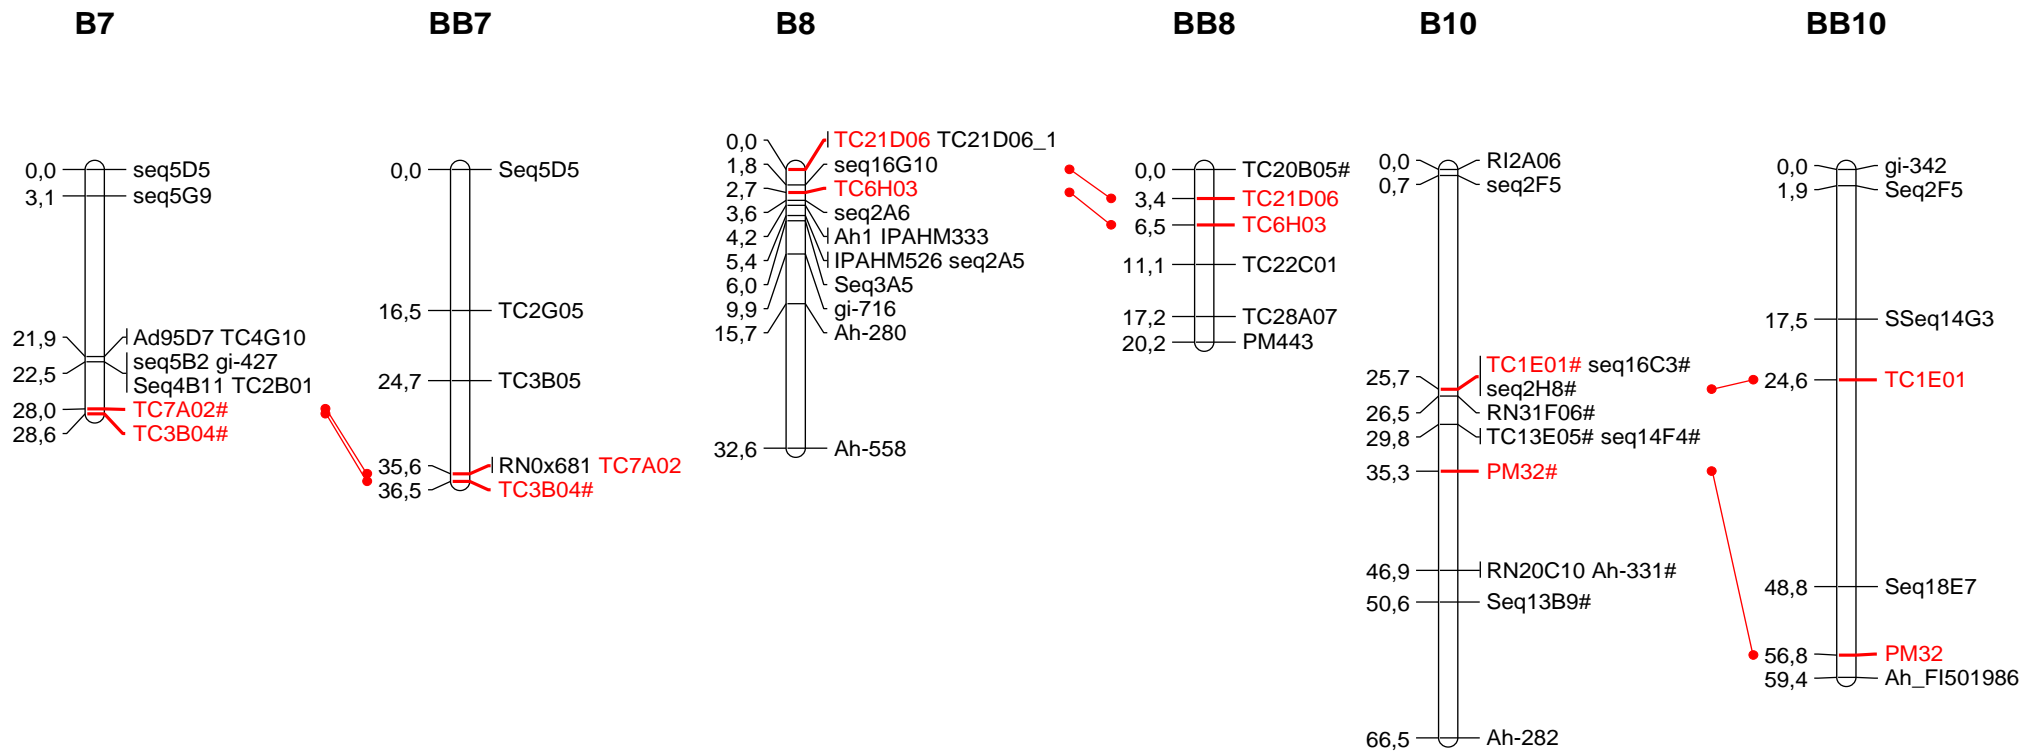 B7 BB7 B8 BB8 B10 BB10
0,0 seq5D5
3,1 seq5G9
21,9 Ad95D7 TC4G10
22,5 seq5B2 gi-427
Seq4B11 TC2B01
28,0 TC7A02#
28,6 TC3B04#
0,0 Seq5D5
16,5 TC2G05
24,7 TC3B05
35,6 RN0x681 TC7A02
36,5 TC3B04#
0,0 TC21D06 TC21D06_1
1,8 seq16G10
2,7 TC6H03
3,6 seq2A6
4,2 Ah1 IPAHM333
5,4 IPAHM526 seq2A5
6,0 Seq3A5
9,9 gi-716
15,7 Ah-280
32,6 Ah-558
0,0 TC20B05#
3,4 TC21D06
6,5 TC6H03
11,1 TC22C01
17,2 TC28A07
20,2 PM443
0,0 RI2A06
0,7 seq2F5
25,7 TC1E01# seq16C3#
seq2H8#
26,5 RN31F06#
29,8 TC13E05# seq14F4#
35,3 PM32#
46,9 RN20C10 Ah-331#
50,6 Seq13B9#
66,5 Ah-282
0,0 gi-342
1,9 Seq2F5
17,5 SSeq14G3
24,6 TC1E01
48,8 Seq18E7
56,8 PM32
59,4 Ah_FI501986